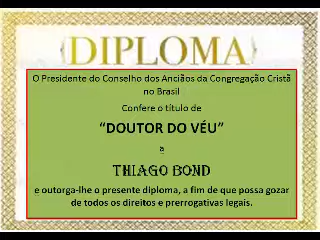 DIPLOMA
O Presidente do Conselho dos Anciãos da Congregação Cristã
no Brasil
Confere o título de
“DOUTOR DO VÉU”
a
THIAGO BOND
e outorga-lhe o presente diploma, a fim de que possa gozar
de todos os direitos e prerrogativas legais.